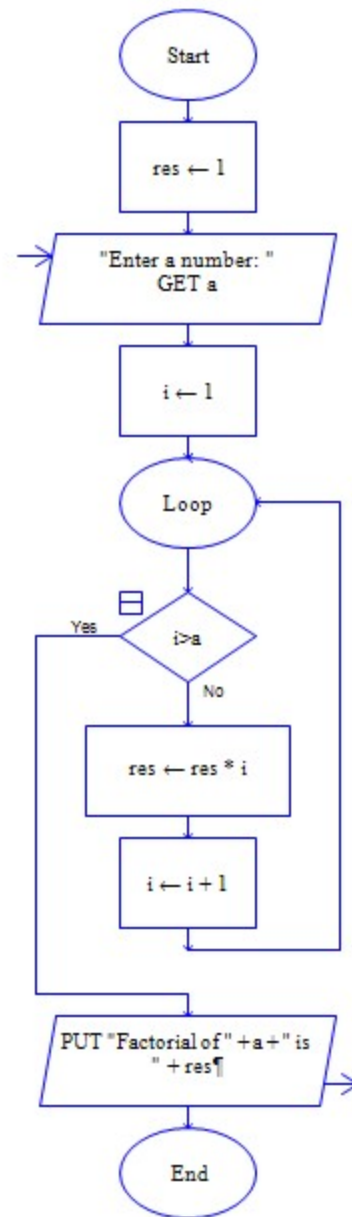 Start
res ← 1
"Enter a number: "
GET a
i ← 1
Loop
i>a
Yes
No
res ← res * i
i ← i + 1
PUT "Factorial of " +a +" is
" + res¶
End